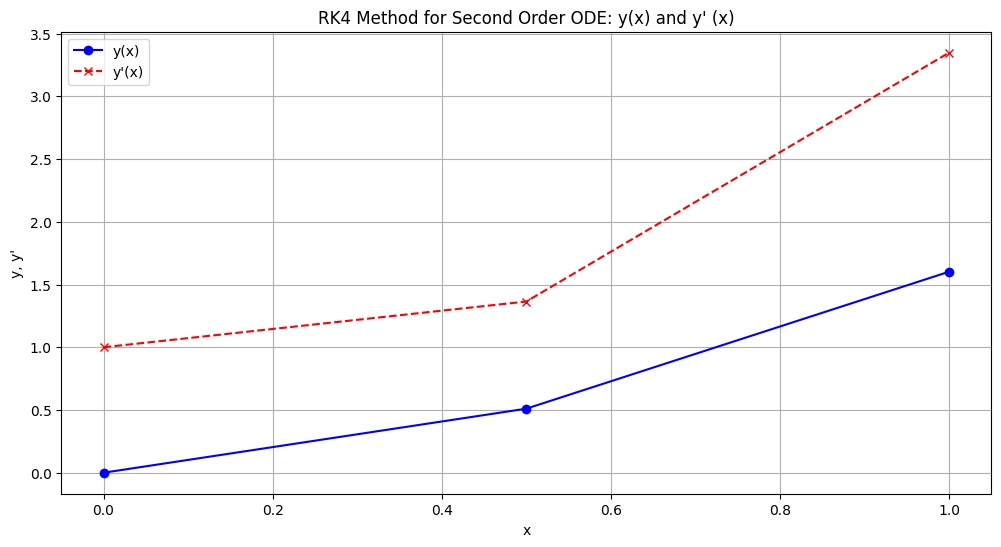 RK4 Method for Second Order ODE: y(x) and y' (x)
y(x)
y'(x)
3.5
3.0
2.5
2.0
1.5
1.0
0.5
0.0
y, y'
0.0 0.2 0.4 0.6 0.8 1.0
x